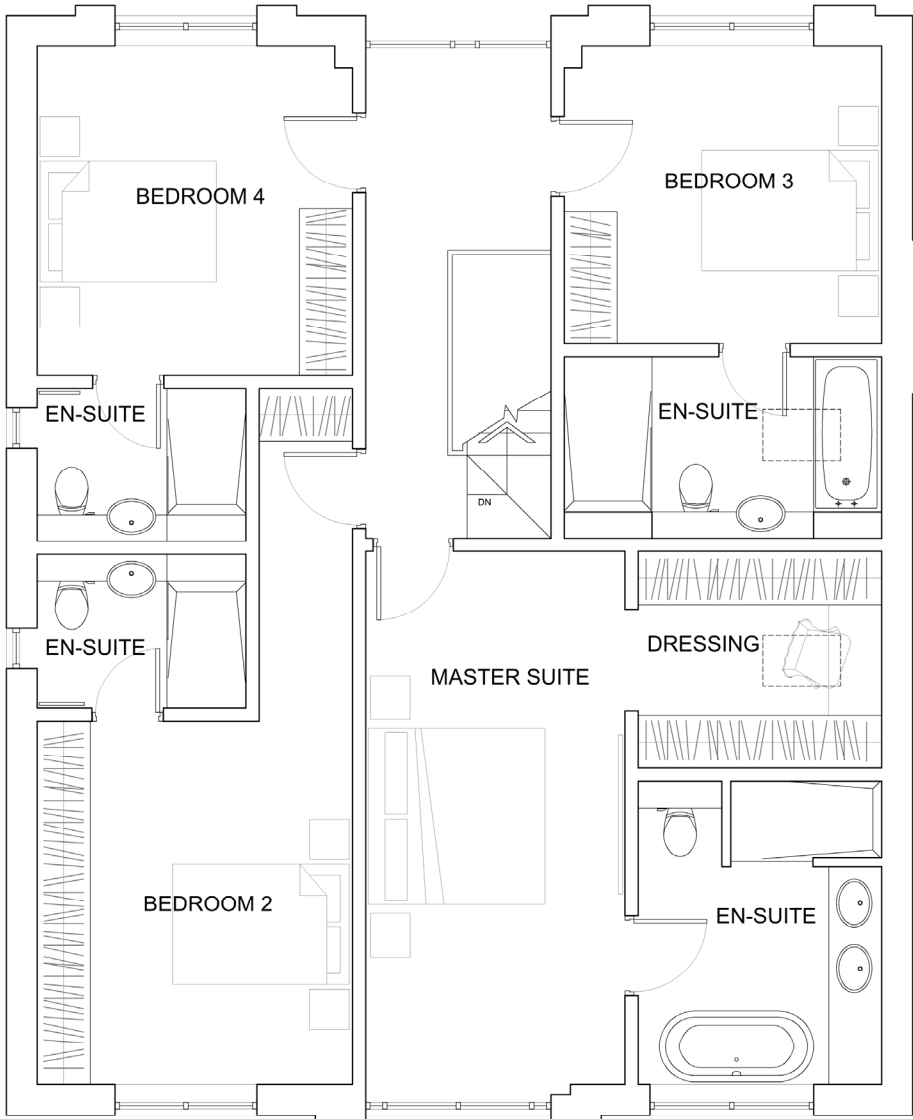 BEDROOM 4
BEDROOM 3
EN-SUITE
EN-SUITE
DN
EN-SUITE
DRESSING
MASTER SUITE
BEDROOM 2
EN-SUITE